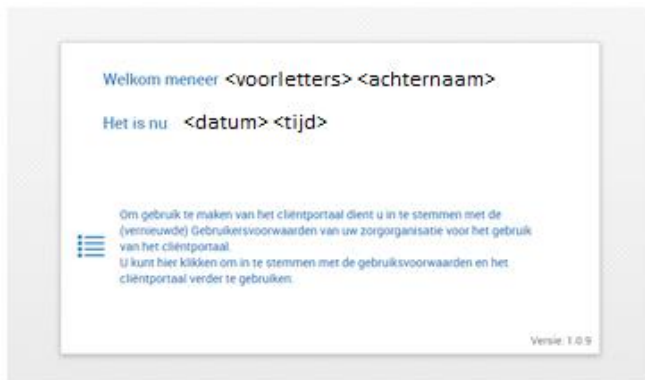 Welkom meneer <voorletters> <achternaam>
Het is nu <datum> <tijd>
Om gebruik te maken van het cliëntportaal dient u in te stemmen met de
(vernieuwde) Gebruikersvoorwaarden van uw zorgorganisatie voor het gebruik
van het cliëntportaal.
U kunt hier klikken om in te stemmen met de gebruiksvoorwaarden en het
cliëntportaal verder te gebruiken.
Versie: 1.0.9